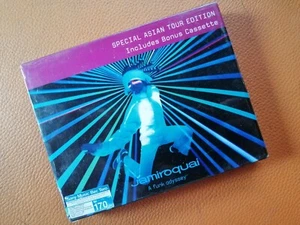 SPECIAL ASIAN TOUR EDITION
Includes Bonus Cassette
Jamiroquai
A funk odyssey
170